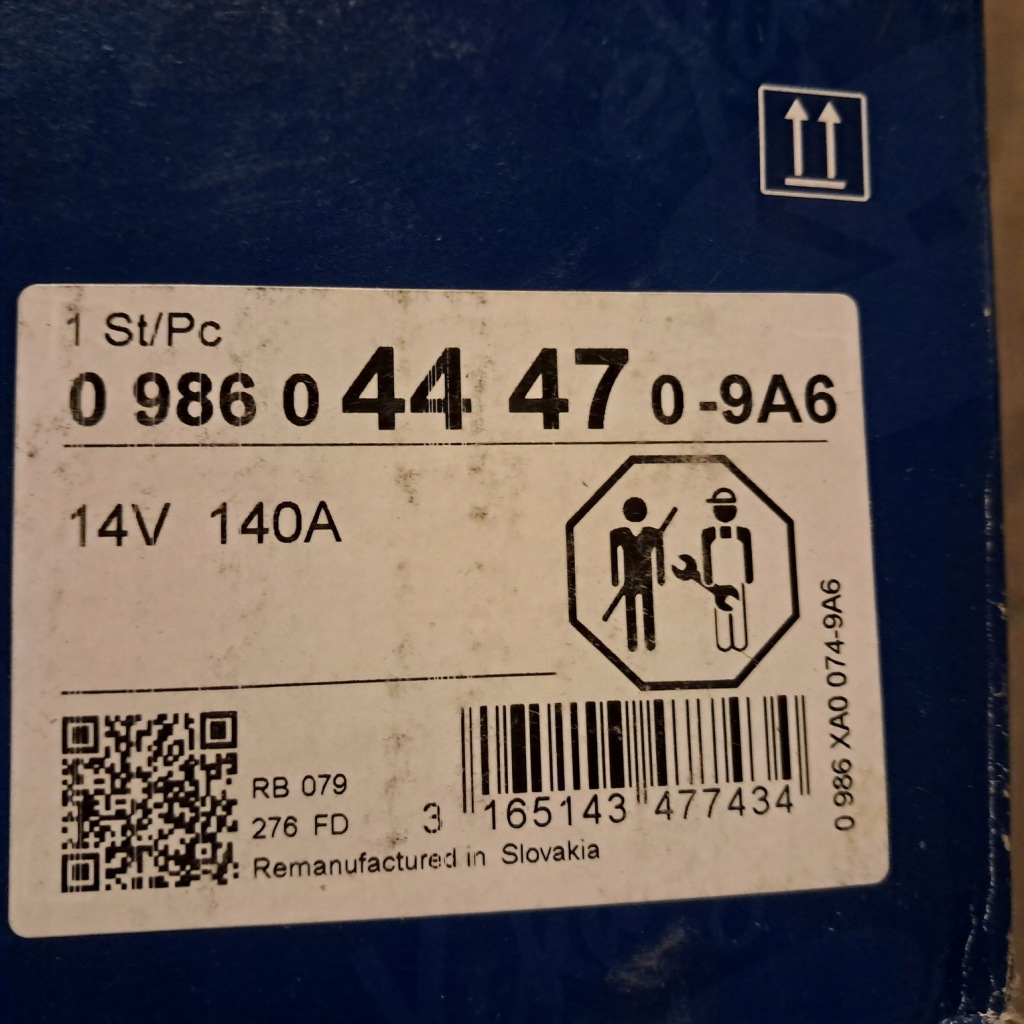 1 St/Pc
0 986 0 44 47 0 -9A6
14V 140A
0 986 XA0 074-9A6
RB 079
276 FD
3 165143 477434
Remanufactured in Slovakia